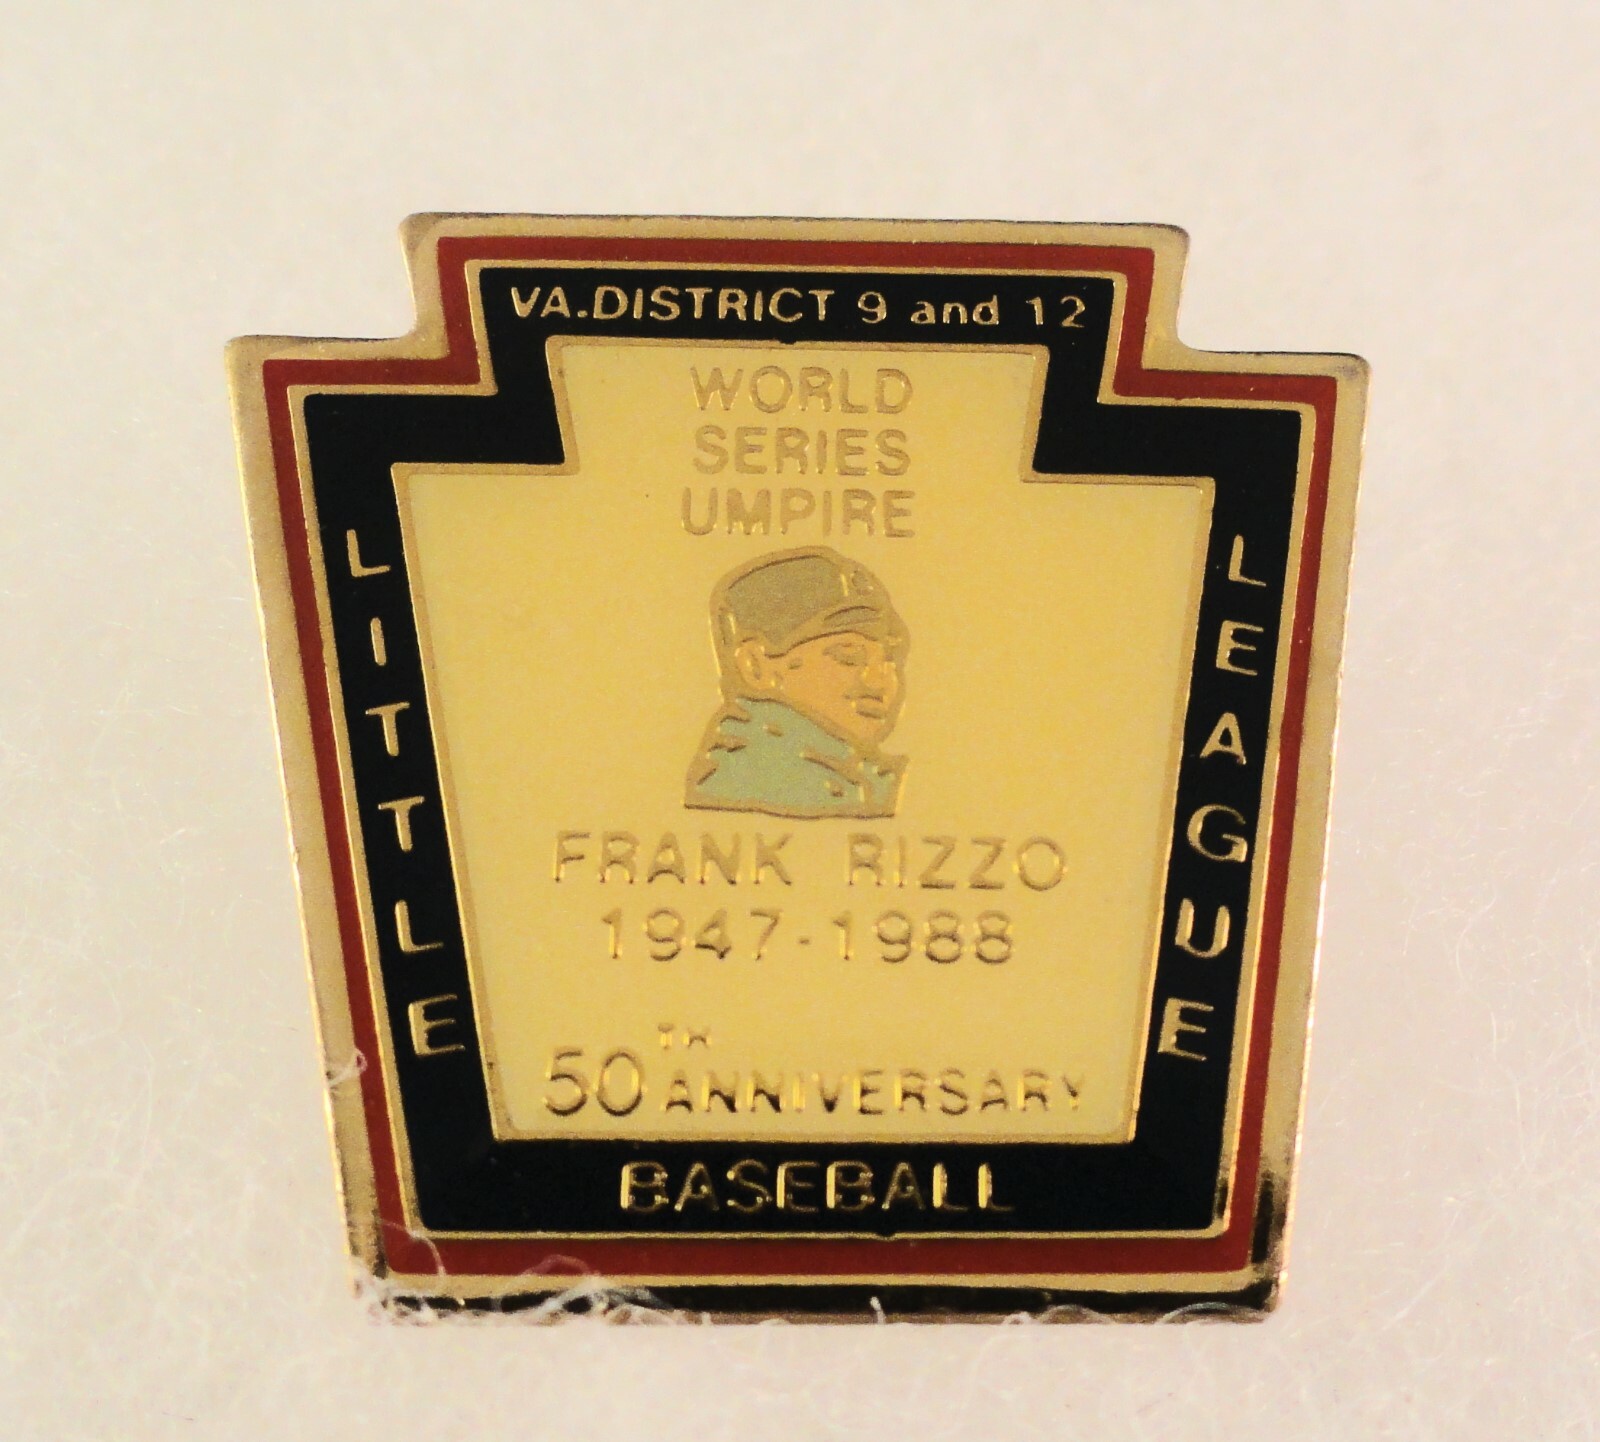 VA.DISTRICT 9 and 12
WORLD
SERIES
UMPIRE
LITTLE
LEAGUE
FRANK RIZZO
1947-1988
50TH ANNIVERSARY
BASEBALL